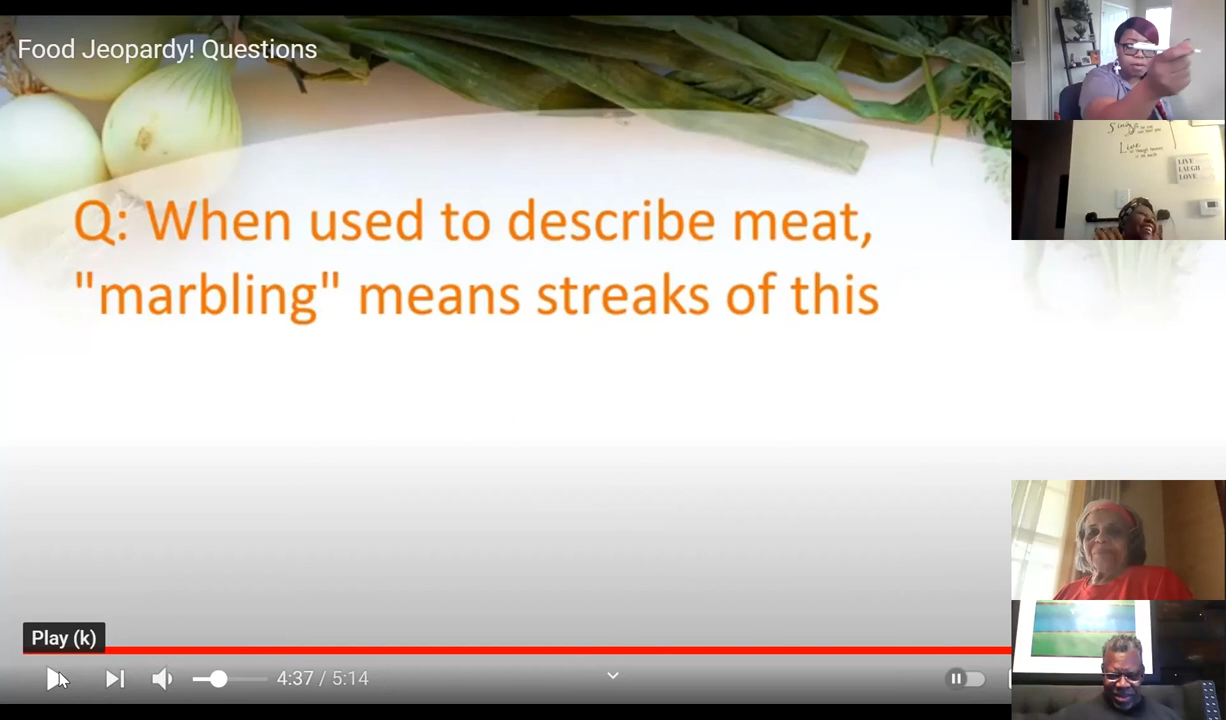 Food Jeopardy! Questions
Q: When used to describe meat,
"marbling" means streaks of this
Play (k)
4:37 / 5:14
LIVE
LAUGH
LOVE